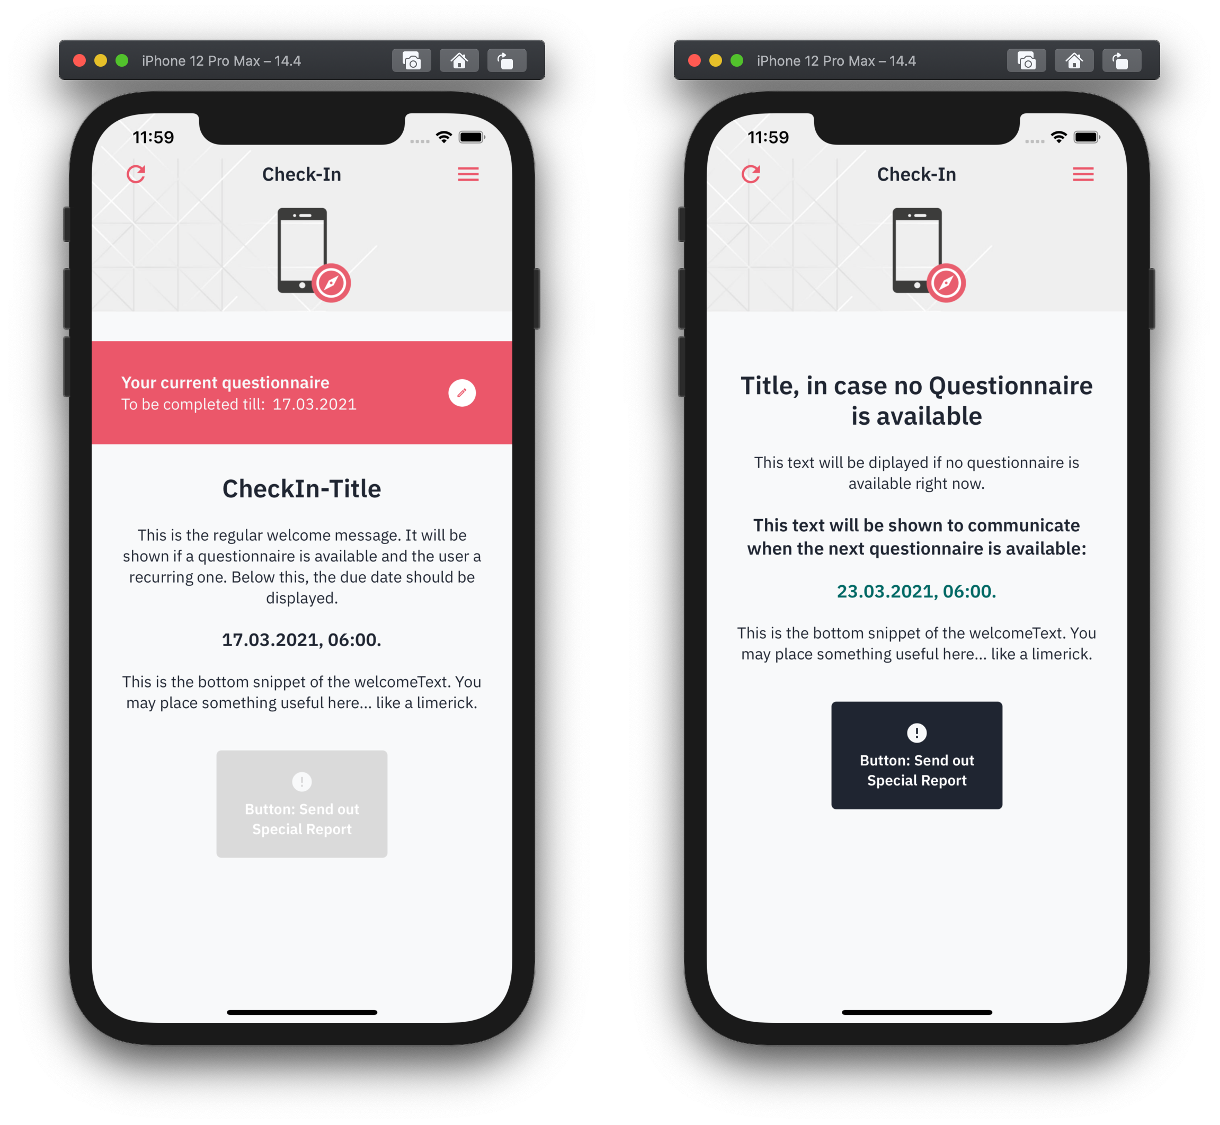 iPhone 12 Pro Max – 14.4
11:59
Check-In
Your current questionnaire
To be completed till: 17.03.2021
CheckIn-Title
This is the regular welcome message. It will be
shown if a questionnaire is available and the user a
recurring one. Below this, the due date should be
displayed.
17.03.2021, 06:00.
This is the bottom snippet of the welcomeText. You
may place something useful here... like a limerick.
Button: Send out
Special Report
iPhone 12 Pro Max – 14.4
11:59
Check-In
Title, in case no Questionnaire
is available
This text will be diplayed if no questionnaire is
available right now.
This text will be shown to communicate
when the next questionnaire is available:
23.03.2021, 06:00.
This is the bottom snippet of the welcomeText. You
may place something useful here... like a limerick.
Button: Send out
Special Report